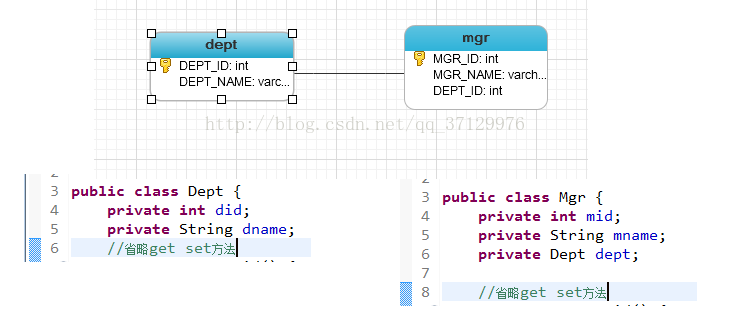 dept
DEPT_ID: int
DEPT_NAME: varc...
mgr
MGR_ID: int
MGR_NAME: varch...
DEPT_ID: int
http://blog.csdn.net/qq_37129976
3 public class Dept {
4 private int did;
5 private String dname;
6 //省略get set方法
2
3 public class Mgr {
4 private int mid;
5 private String mname;
6 private Dept dept;
7
8 //省略get set方法